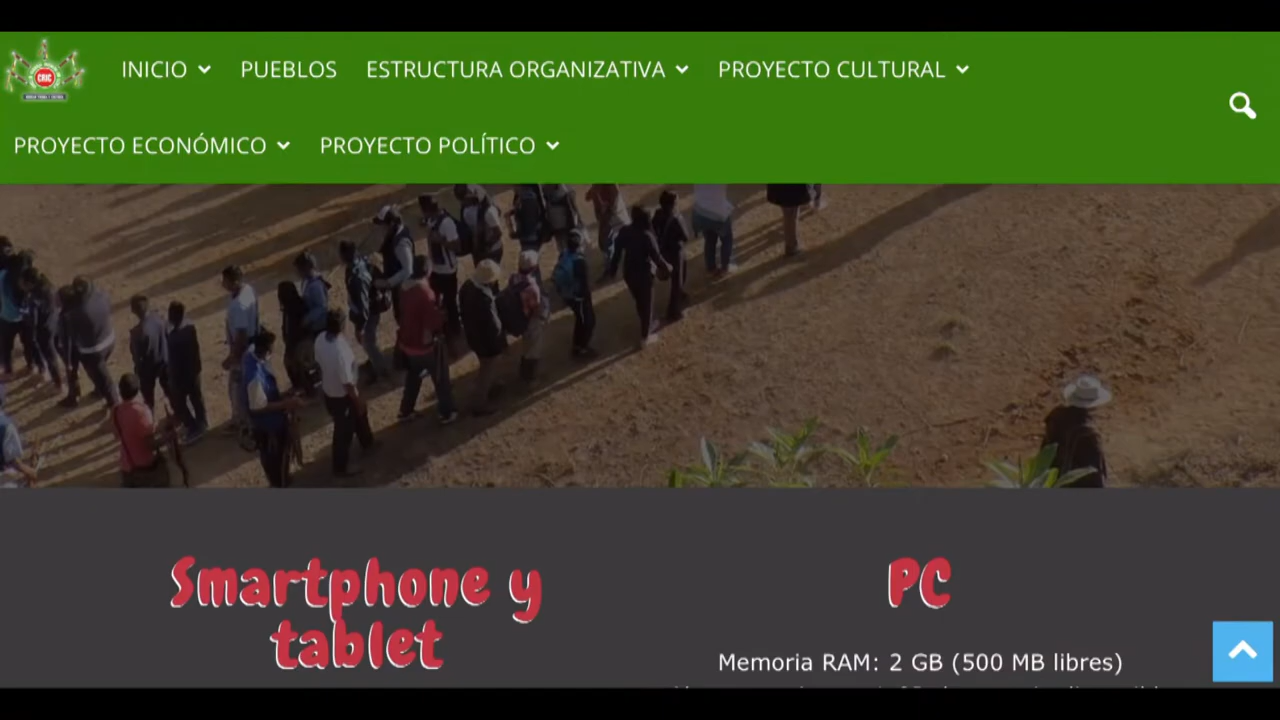 CRIC
INICIO
PUEBLOS
ESTRUCTURA ORGANIZATIVA
PROYECTO CULTURAL
PROYECTO ECONÓMICO
PROYECTO POLÍTICO
Smartphone y
tablet
PC
Memoria RAM: 2 GB (500 MB libres)